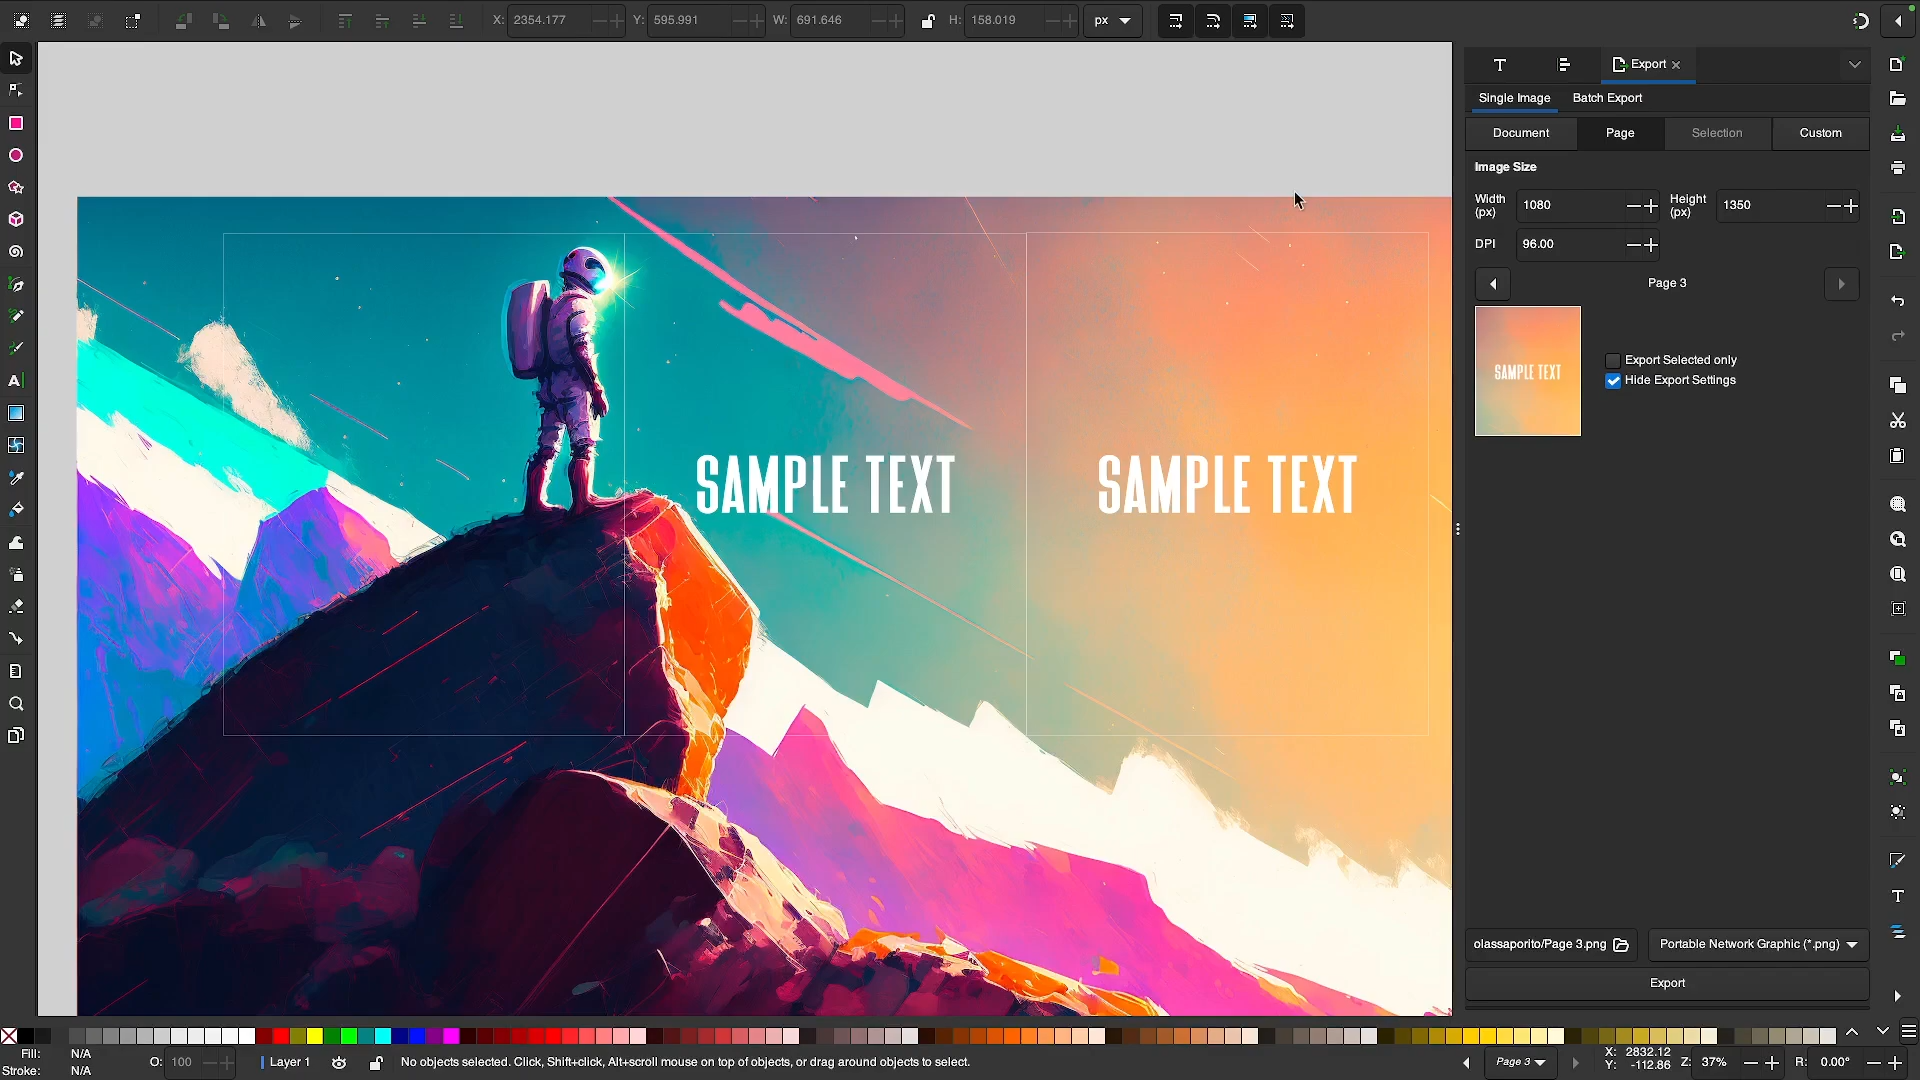 X: 2354.177 Y: 595.991 W: 691.646 H: 158.019 px
Export
Single Image Batch Export
Document Page Selection Custom
Image Size
Width (px) 1080 Height (px) 1350
DPI 96.00
Page 3
SAMPLE TEXT
Export Selected only
Hide Export Settings
SAMPLE TEXT SAMPLE TEXT
olassaporito/Page 3.png Portable Network Graphic (*.png)
Export
Fill: N/A
Stroke: N/A
O: 100
Layer 1
No objects selected. Click, Shift+click, Alt+scroll mouse on top of objects, or drag around objects to select.
Page 3
X: 2832.12
Y: -112.86
Z: 37%
R: 0.00°